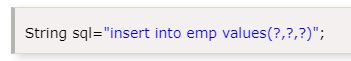 String sql="insert into emp values(?,?,?)";